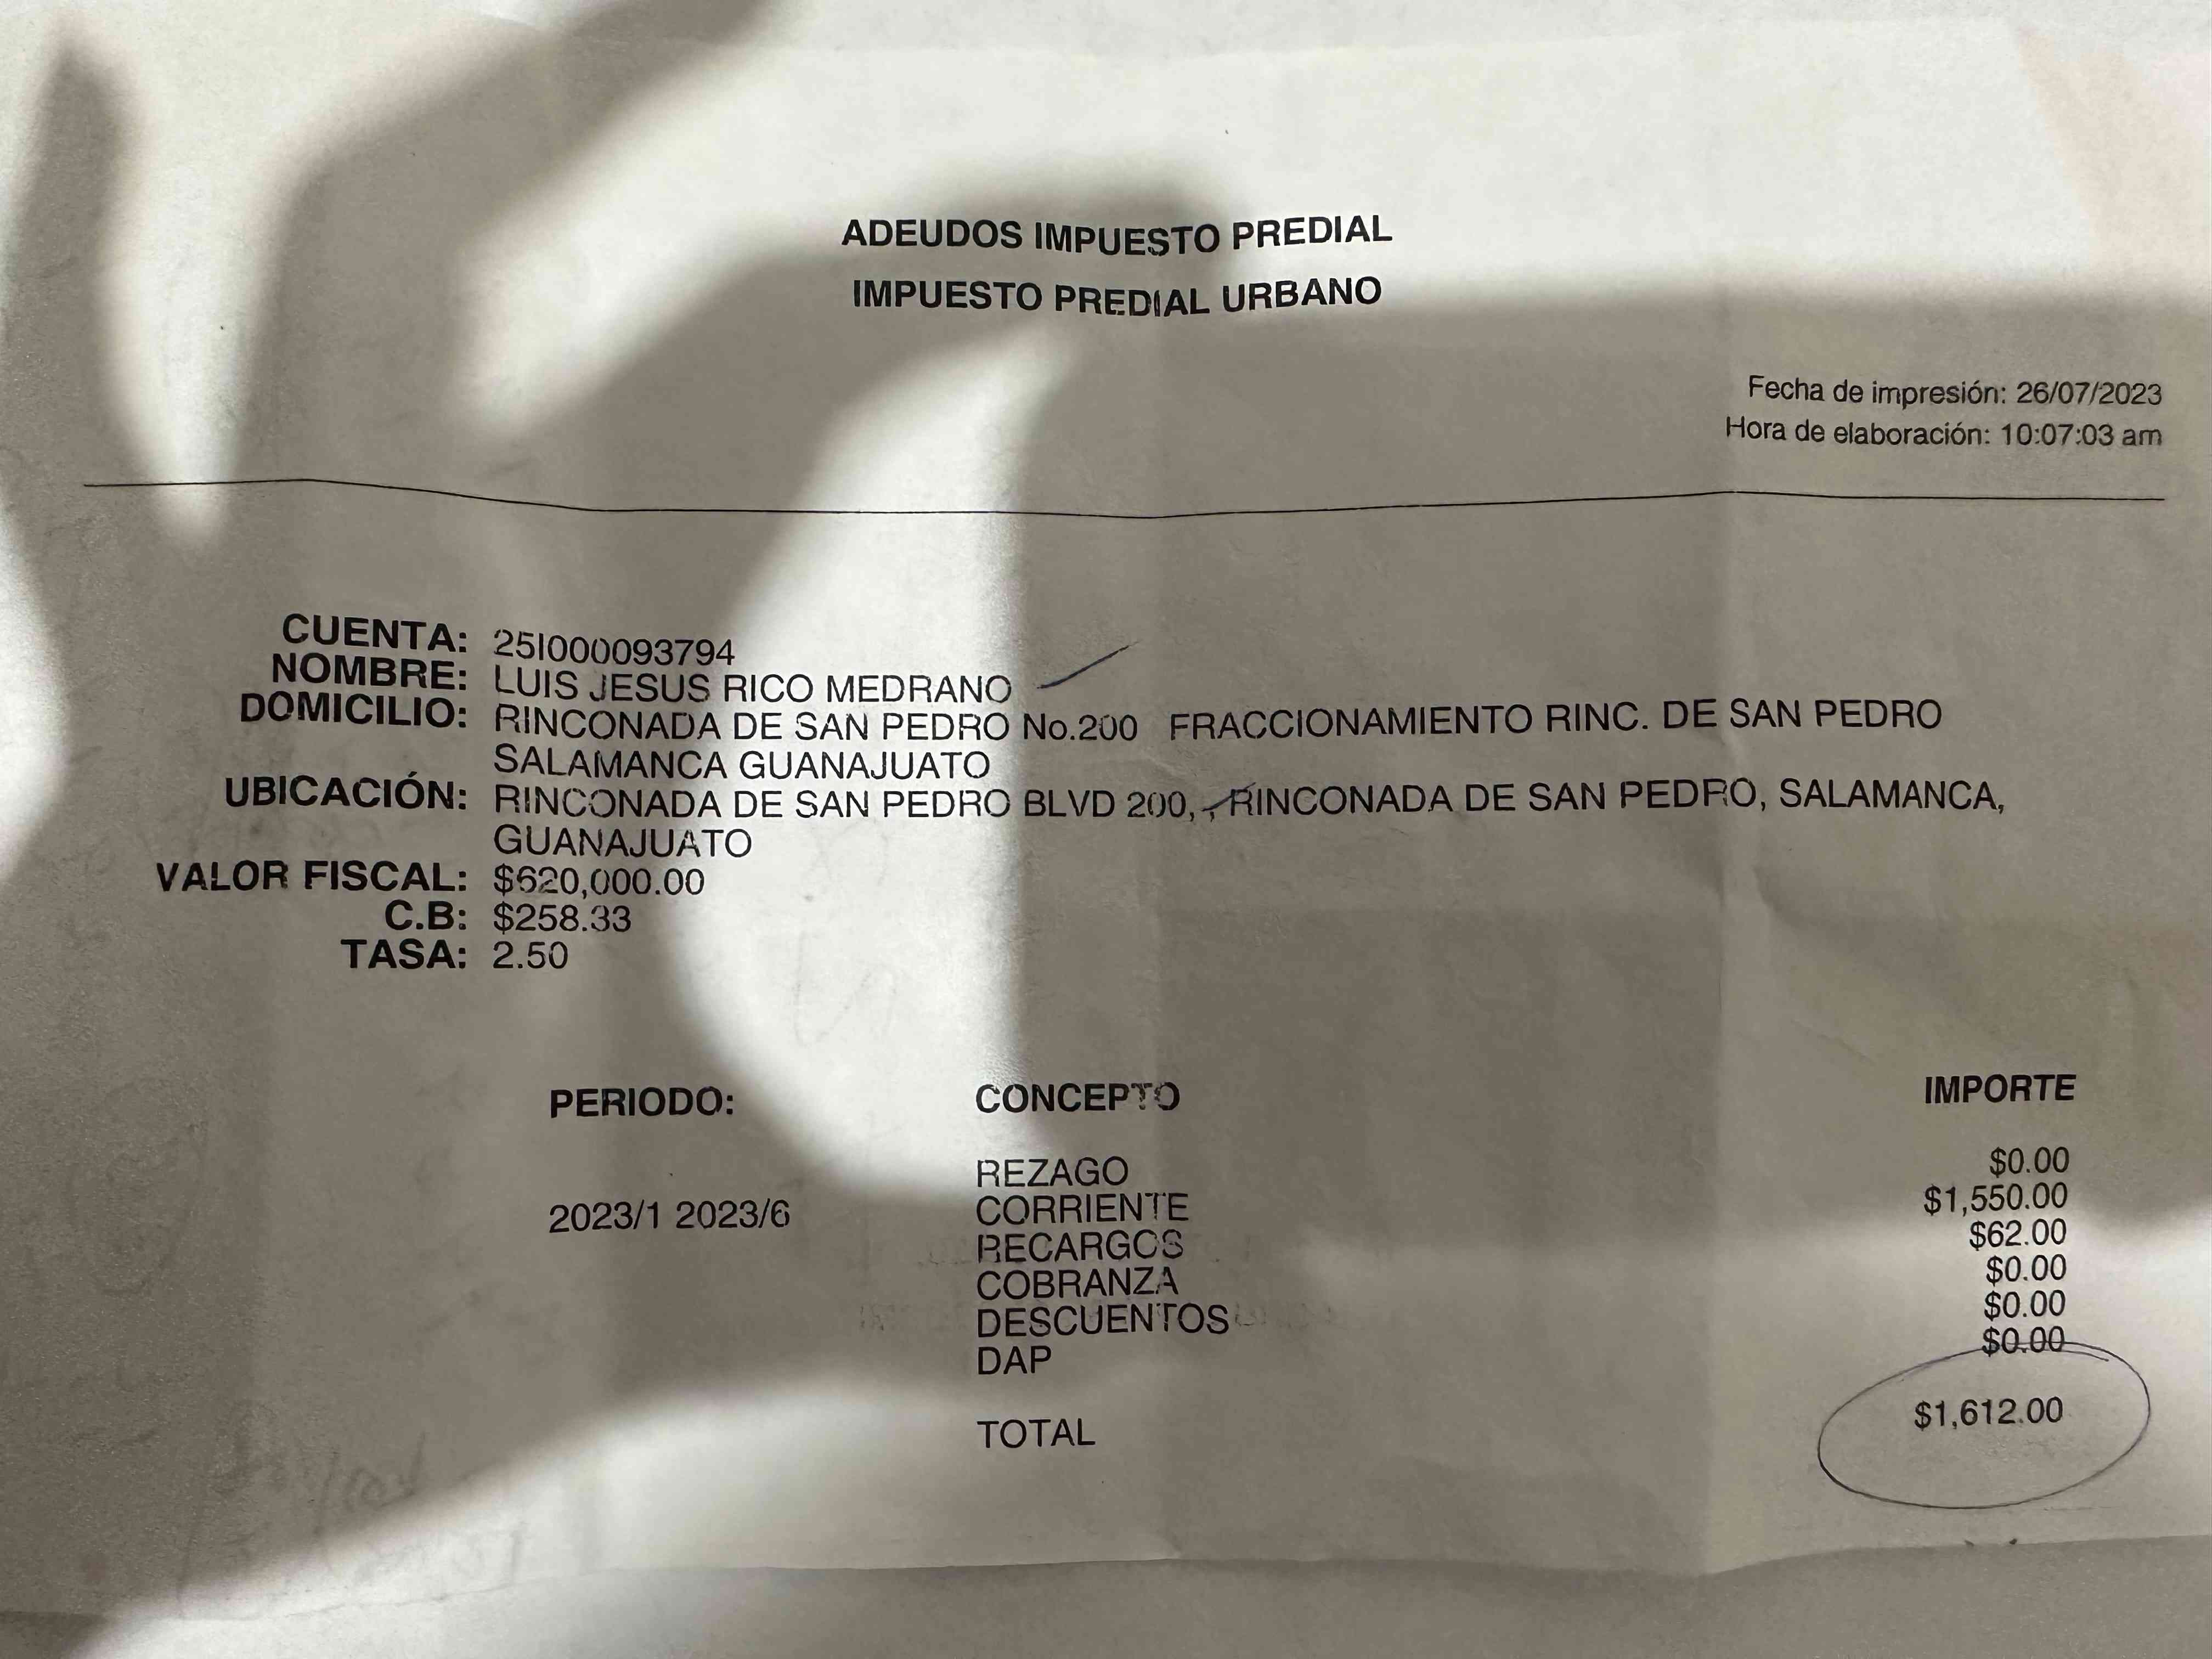 ADEUDOS IMPUESTO PREDIAL
IMPUESTO PREDIAL URBANO
Fecha de impresión: 26/07/2023
Hora de elaboración: 10:07:03 am
CUENTA: 25I000093794
NOMBRE: LUIS JESUS RICO MEDRANO
DOMICILIO: RINCONADA DE SAN PEDRO No.200 FRACCIONAMIENTO RINC. DE SAN PEDRO
SALAMANCA GUANAJUATO
UBICACIÓN: RINCONADA DE SAN PEDRO BLVD 200, RINCONADA DE SAN PEDRO, SALAMANCA,
GUANAJUATO
VALOR FISCAL: $620,000.00
C.B: $258.33
TASA: 2.50
PERIODO: CONCEPTO IMPORTE
REZAGO $0.00
2023/1 2023/6 CORRIENTE $1,550.00
RECARGOS $62.00
COBRANZA $0.00
DESCUENTOS $0.00
DAP $0.00
TOTAL $1,612.00